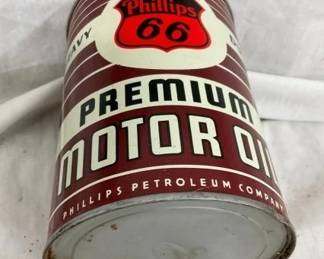 Phillips
66
PREMIUM
MOTOR OIL
PHILLIPS PETROLEUM COMPANY